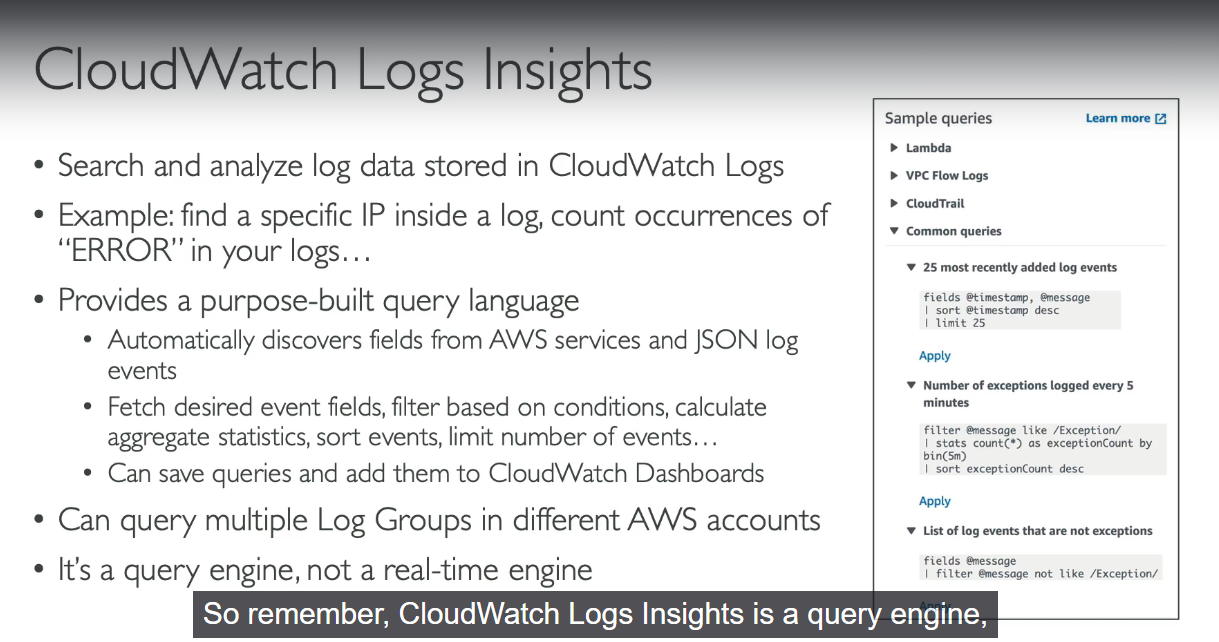 CloudWatch Logs Insights
• Search and analyze log data stored in CloudWatch Logs
• Example: find a specific IP inside a log, count occurrences of
“ERROR” in your logs…
• Provides a purpose-built query language
• Automatically discovers fields from AWS services and JSON log
events
• Fetch desired event fields, filter based on conditions, calculate
aggregate statistics, sort events, limit number of events…
• Can save queries and add them to CloudWatch Dashboards
• Can query multiple Log Groups in different AWS accounts
• It’s a query engine, not a real-time engine
Sample queries
Learn more
Lambda
VPC Flow Logs
CloudTrail
Common queries
25 most recently added log events
fields @timestamp, @message
| sort @timestamp desc
| limit 25
Apply
Number of exceptions logged every 5
minutes
filter @message like /Exception/
| stats count(*) as exceptionCount by
bin(5m)
| sort exceptionCount desc
Apply
List of log events that are not exceptions
fields @message
| filter @message not like /Exception/
Apply
So remember, CloudWatch Logs Insights is a query engine,